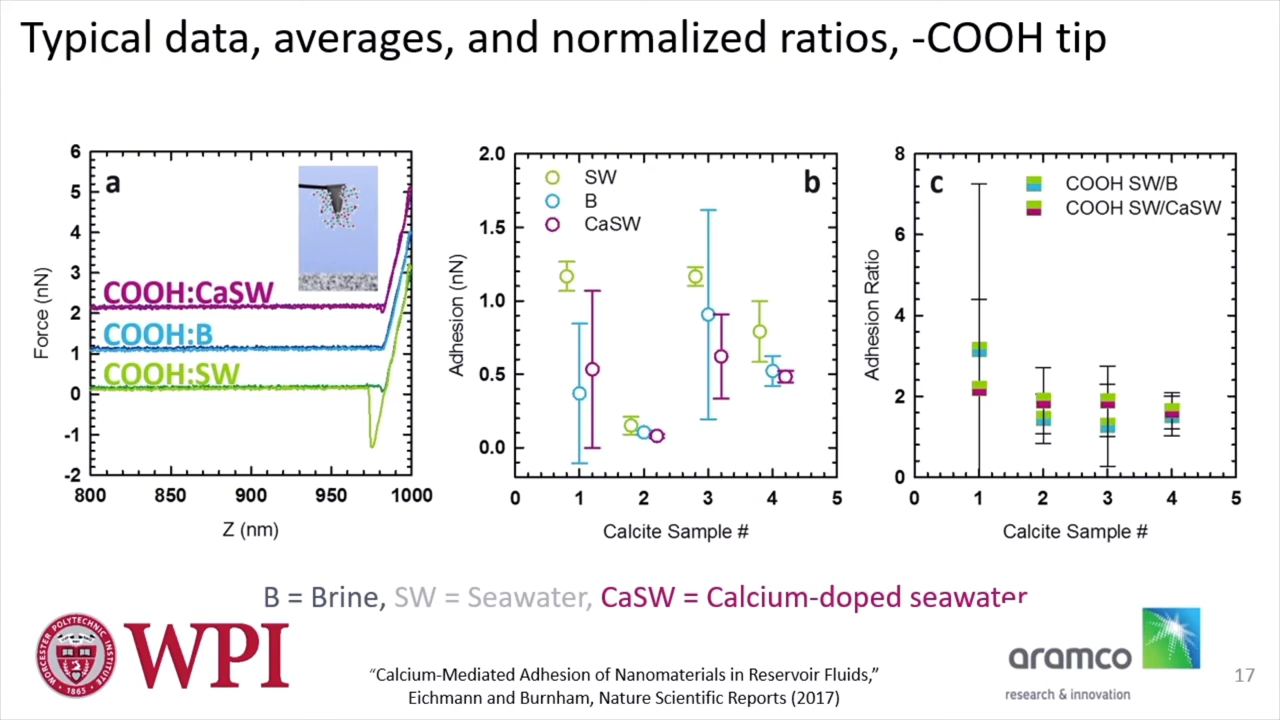 Typical data, averages, and normalized ratios, -COOH tip
a
COOH:CaSW
COOH:B
COOH:SW
Force (nN)
6
5
4
3
2
1
0
-1
-2
800
850
900
950
1000
Z (nm)
b
SW
B
CaSW
Adhesion (nN)
2.0
1.5
1.0
0.5
0.0
0
1
2
3
4
5
Calcite Sample #
c
COOH SW/B
COOH SW/CaSW
Adhesion Ratio
8
6
4
2
0
0
1
2
3
4
5
Calcite Sample #
B = Brine, SW = Seawater, CaSW = Calcium-doped seawater
WORCESTER POLYTECHNIC INSTITUTE
1865
WPI
“Calcium-Mediated Adhesion of Nanomaterials in Reservoir Fluids,”
Eichmann and Burnham, Nature Scientific Reports (2017)
aramco
research & innovation
17